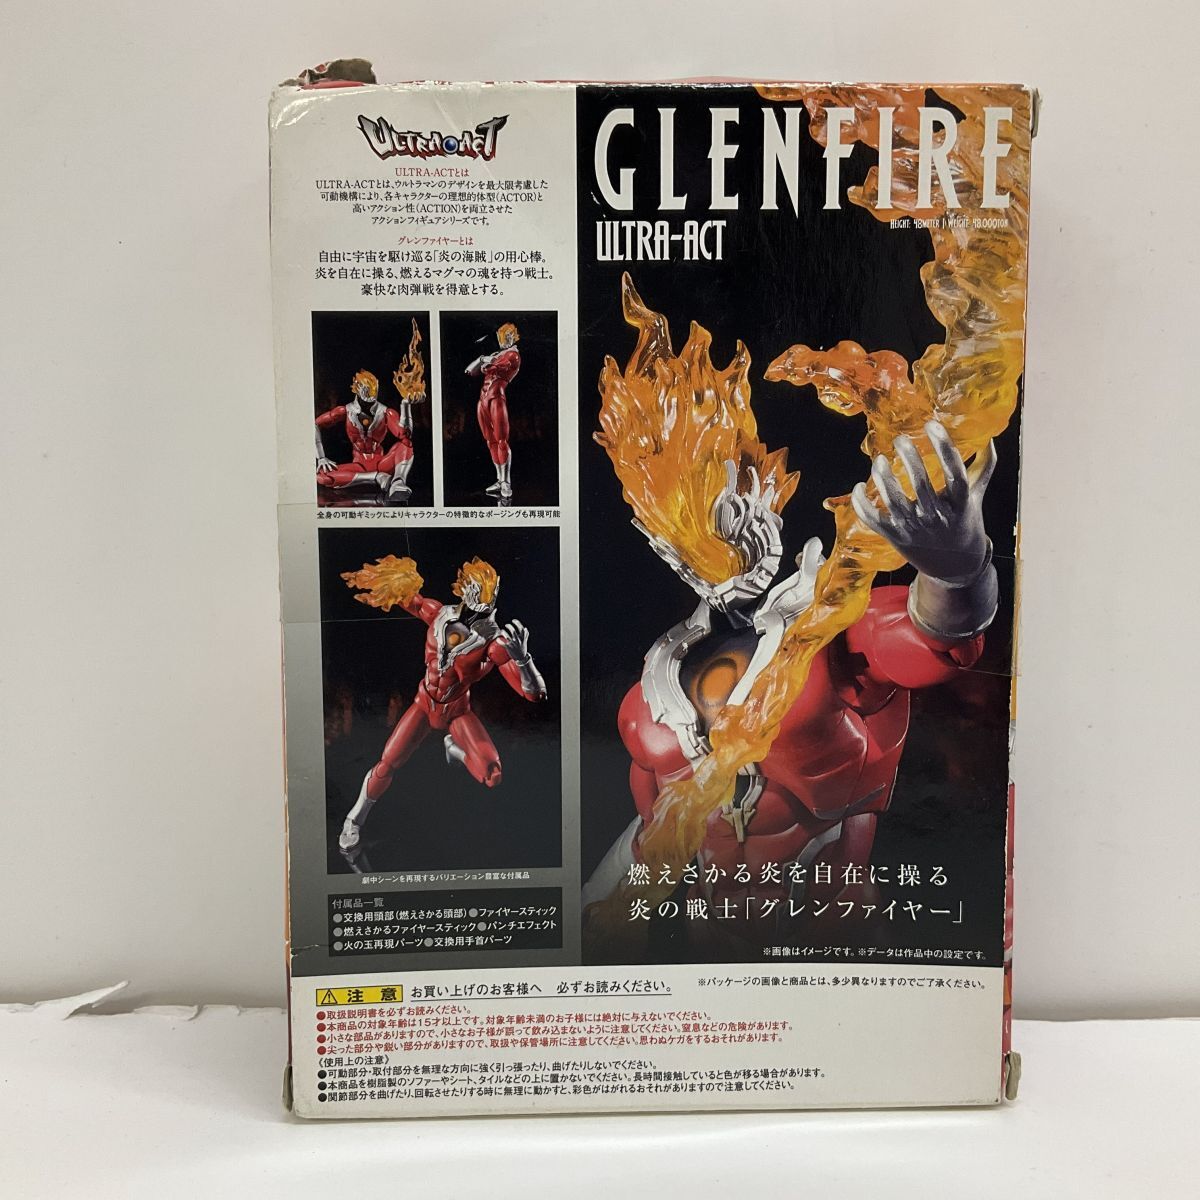 ULTRA-ACT
ULTRA-ACTとは
ULTRA-ACTとは、ウルトラマンのデザインを最大限考慮した
可動機構により、各キャラクターの理想的体型(ACTOR)と
高いアクション性(ACTION)を両立させた
アクションフィギュアシリーズです。
グレンファイヤーとは
自由に宇宙を駆け巡る「炎の海賊」の用心棒。
炎を自在に操る、燃えるマグマの魂を持つ戦士。
豪快な肉弾戦を得意とする。
全身の可動ギミックによりキャラクターの特徴的なポージングも再現可能
劇中シーンを再現するバリエーション豊富な付属品
付属品一覧
●交換用頭部(燃えさかる頭部)●ファイヤースティック
●燃えさかるファイヤースティック●パンチエフェクト
●火の玉再現パーツ●交換用手首パーツ
GLENFIRE
HEIGHT: 48METER || WEIGHT: 48,000TON
ULTRA-ACT
燃えさかる炎を自在に操る
炎の戦士「グレンファイヤー」
※画像はイメージです。※データは作品中の設定です。
注意 お買い上げのお客様へ 必ずお読みください。
※パッケージの画像と商品とは、多少異なりますのでご了承ください。
●取扱説明書を必ずお読みください。
●本商品の対象年齢は15才以上です。対象年齢未満のお子様には絶対に与えないでください。
●小さな部品がありますので、小さなお子様が誤って飲み込まないように注意してください。窒息などの危険があります。
●尖った部分や鋭い部分がありますので、取扱や保管場所に注意してください。思わぬケガをするおそれがあります。
《使用上の注意》
●可動部分・取付部分を無理な方向に強く引っ張ったり、曲げたりしないでください。
●本商品を樹脂製のソファーやシート、タイルなどの上に置かないでください。長時間接触していると色が移る場合があります。
●関節部分を曲げたり、回転させたりする時に無理に動かすと、彩色がはがれるおそれがありますので注意してください。